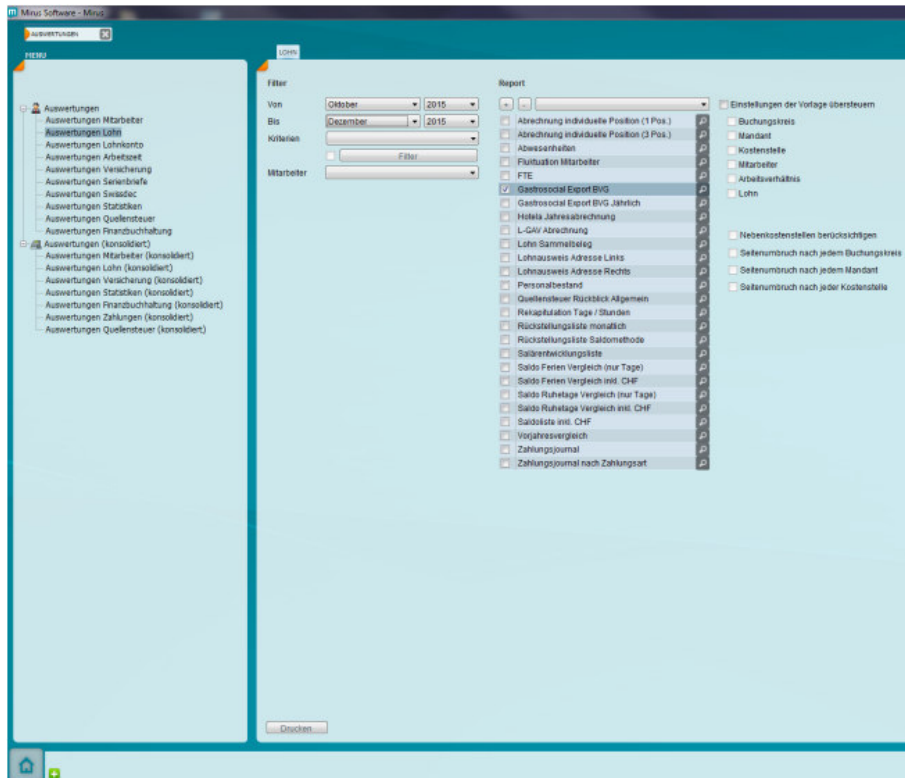 Mirus Software - Mirus
AUSWERTUNGEN
MENU
Auswertungen
Auswertungen Mitarbeiter
Auswertungen Lohn
Auswertungen Lohnkonto
Auswertungen Arbeitszeit
Auswertungen Versicherung
Auswertungen Serienbriefe
Auswertungen Swissdec
Auswertungen Statistiken
Auswertungen Quellensteuer
Auswertungen Finanzbuchhaltung
Auswertungen (konsolidiert)
Auswertungen Mitarbeiter (konsolidiert)
Auswertungen Lohn (konsolidiert)
Auswertungen Versicherung (konsolidiert)
Auswertungen Statistiken (konsolidiert)
Auswertungen Finanzbuchhaltung (konsolidiert)
Auswertungen Zahlungen (konsolidiert)
Auswertungen Quellensteuer (konsolidiert)
LOHN
Filter
Von Oktober 2015
Bis Dezember 2015
Kriterien
Filter
Mitarbeiter
Report
+ -
Abrechnung individuelle Position (1 Pos.)
Abrechnung individuelle Position (3 Pos.)
Abwesenheiten
Fluktuation Mitarbeiter
FTE
Gastrosocial Export BVG
Gastrosocial Export BVG Jährlich
Hotela Jahresabrechnung
L-GAV Abrechnung
Lohn Sammelbeleg
Lohnausweis Adresse Links
Lohnausweis Adresse Rechts
Personalbestand
Quellensteuer Rückblick Allgemein
Rekapitulation Tage / Stunden
Rückstellungsliste monatlich
Rückstellungsliste Saldomethode
Salärentwicklungsliste
Saldo Ferien Vergleich (nur Tage)
Saldo Ferien Vergleich inkl. CHF
Saldo Ruhetage Vergleich (nur Tage)
Saldo Ruhetage Vergleich inkl. CHF
Saldoliste inkl. CHF
Vorjahresvergleich
Zahlungsjournal
Zahlungsjournal nach Zahlungsart
Einstellungen der Vorlage übersteuern
Buchungskreis
Mandant
Kostenstelle
Mitarbeiter
Arbeitsverhältnis
Lohn
Nebenkostenstellen berücksichtigen
Seitenumbruch nach jedem Buchungskreis
Seitenumbruch nach jedem Mandant
Seitenumbruch nach jeder Kostenstelle
Drucken